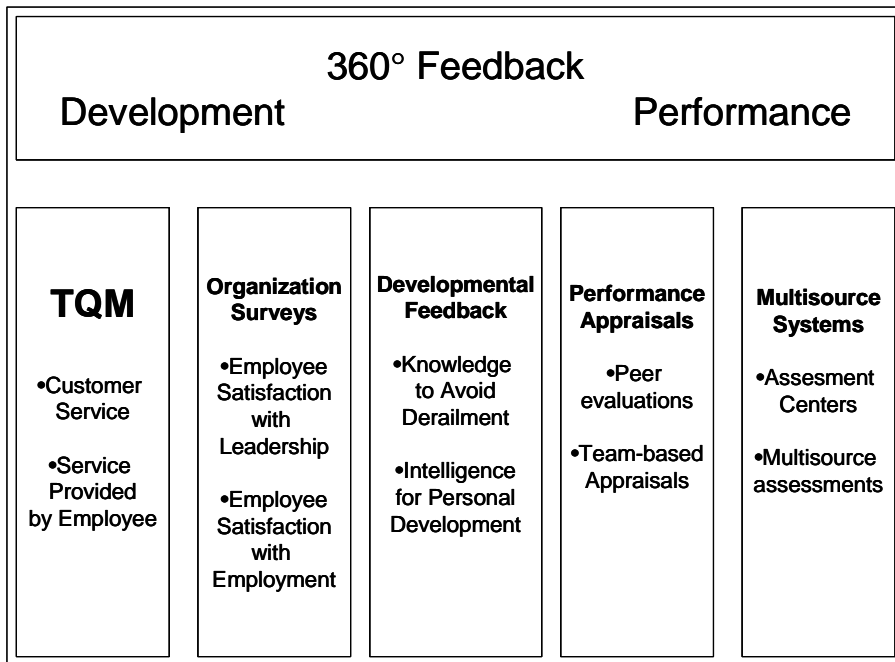 360° Feedback
Development Performance
TQM
•Customer
Service
•Service
Provided
by Employee
Organization
Surveys
•Employee
Satisfaction
with
Leadership
•Employee
Satisfaction
with
Employment
Developmental
Feedback
•Knowledge
to Avoid
Derailment
•Intelligence
for Personal
Development
Performance
Appraisals
•Peer
evaluations
•Team-based
Appraisals
Multisource
Systems
•Assesment
Centers
•Multisource
assessments